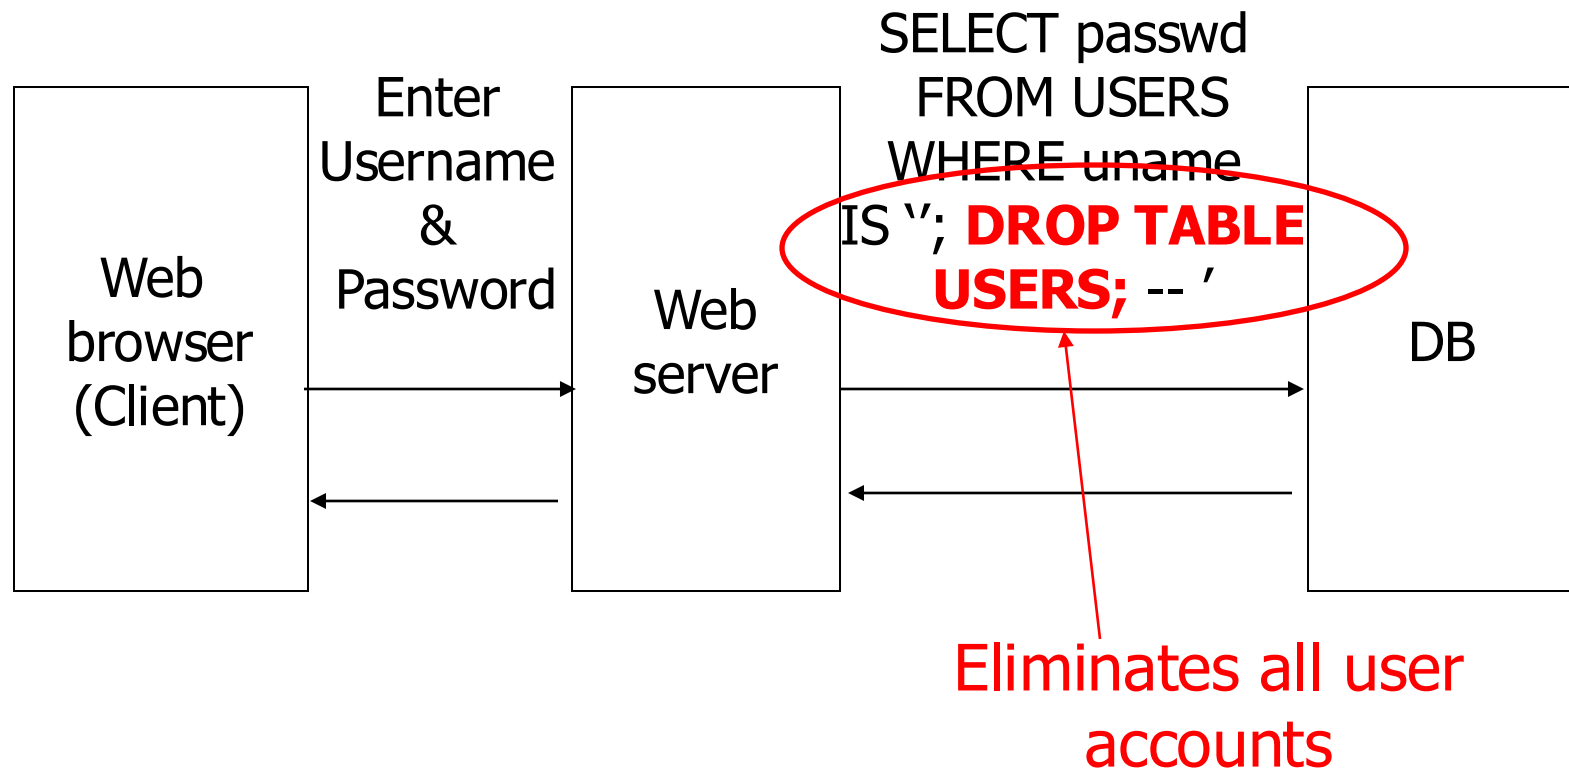 Web
browser
(Client)
Enter
Username
&
Password
Web
server
SELECT passwd
FROM USERS
WHERE uname
IS ‘’; DROP TABLE
USERS; -- ’
DB
Eliminates all user
accounts